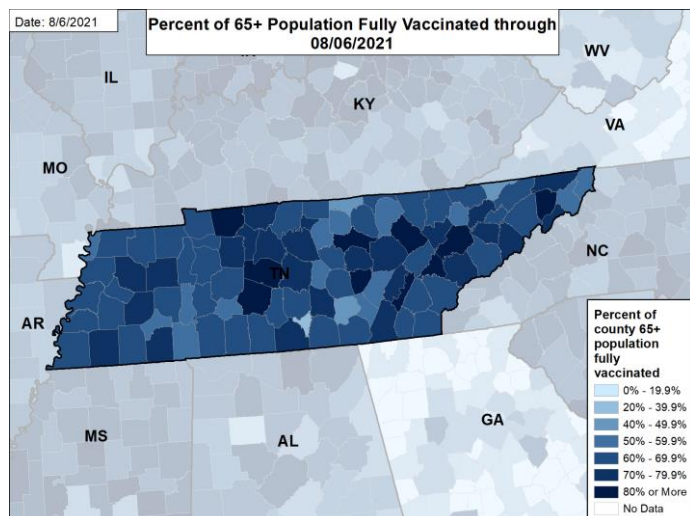 Date: 8/6/2021
Percent of 65+ Population Fully Vaccinated through
08/06/2021
WV
IL
KY
VA
MO
TN
NC
AR
MS
AL
GA
Percent of
county 65+
population
fully
vaccinated
0% - 19.9%
20% - 39.9%
40% - 49.9%
50% - 59.9%
60% - 69.9%
70% - 79.9%
80% or More
No Data